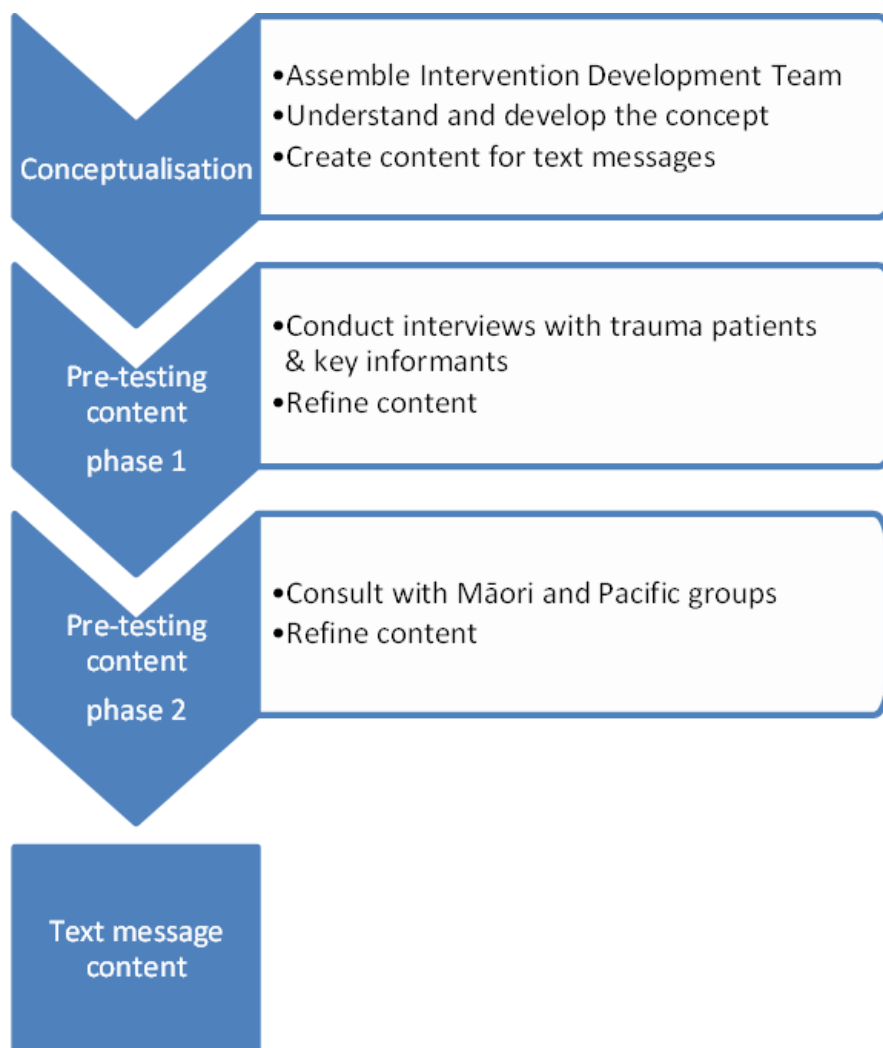 Conceptualisation
•Assemble Intervention Development Team
•Understand and develop the concept
•Create content for text messages
Pre-testing
content
phase 1
•Conduct interviews with trauma patients
& key informants
•Refine content
Pre-testing
content
phase 2
•Consult with Māori and Pacific groups
•Refine content
Text message
content